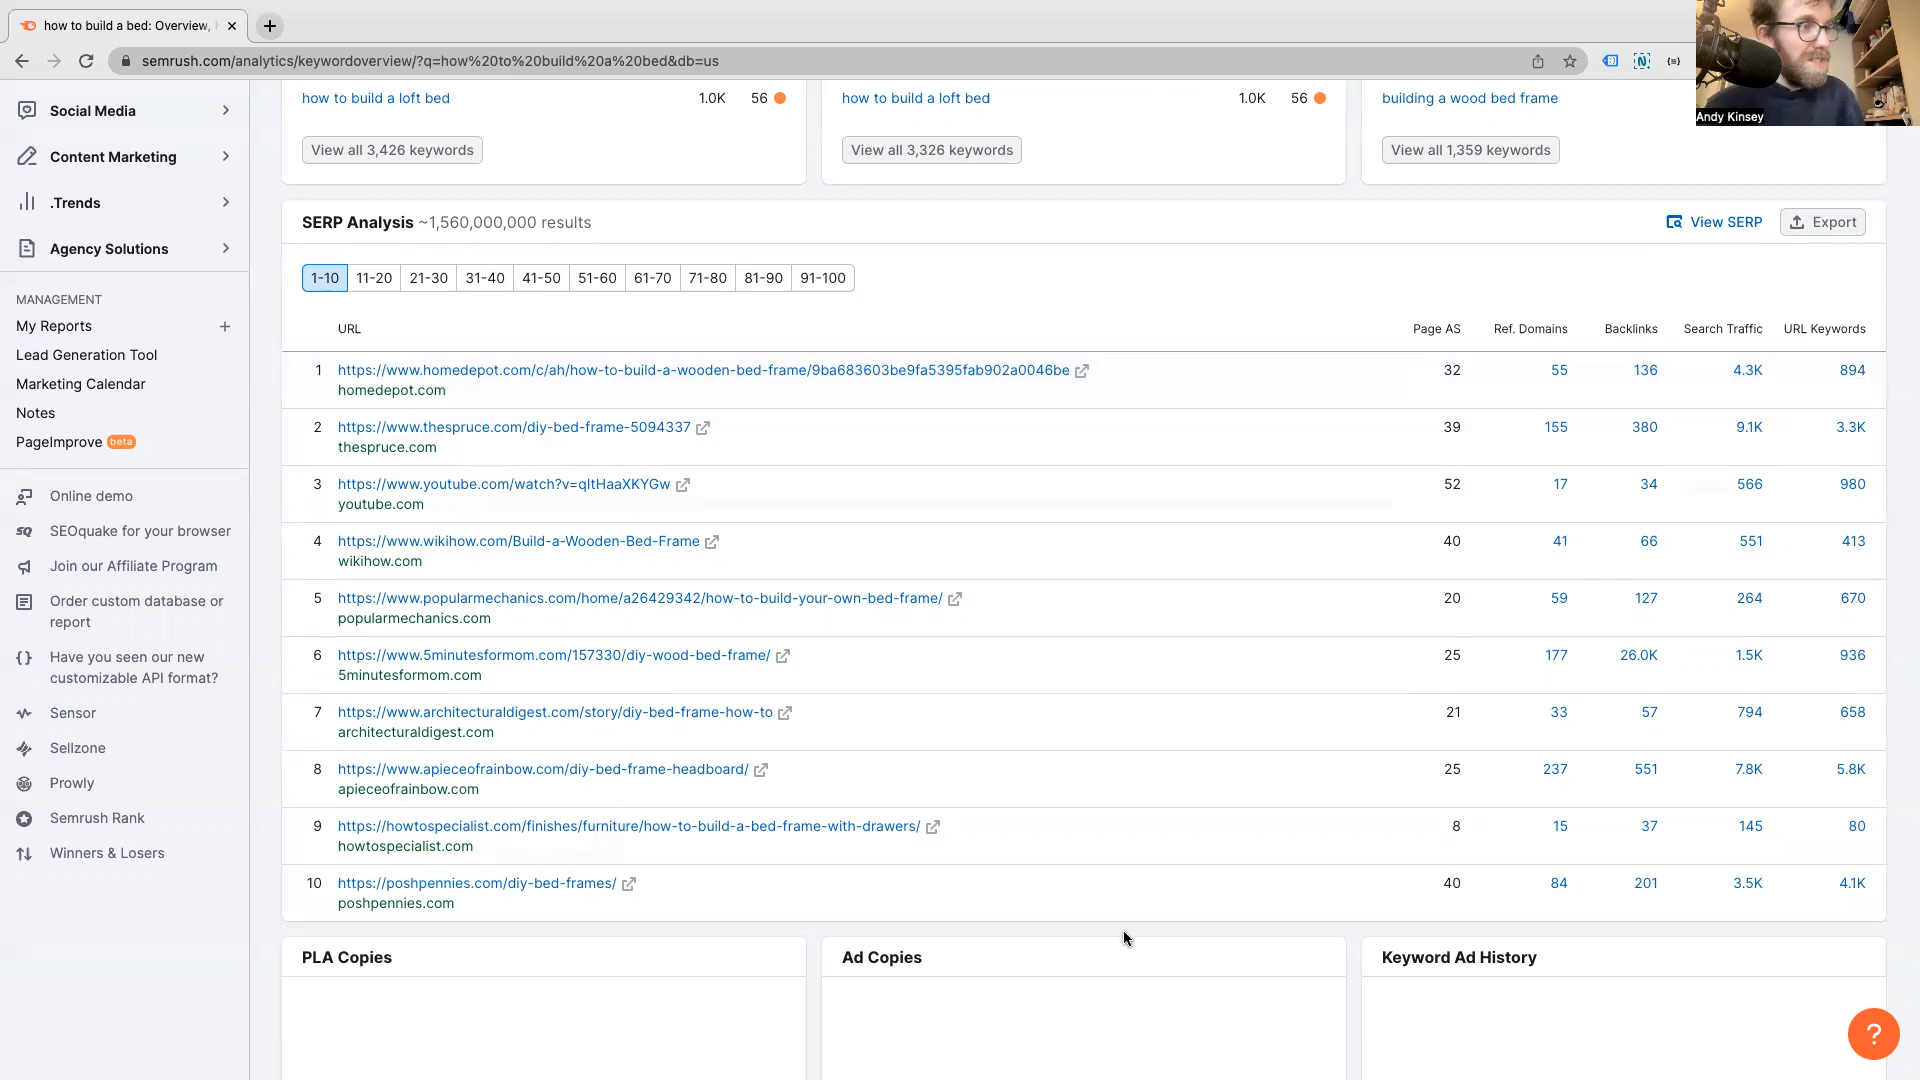 how to build a bed: Overview,
semrush.com/analytics/keywordoverview/?q=how%20to%20build%20a%20bed&db=us
Andy Kinsey
Social Media
Content Marketing
.Trends
Agency Solutions
MANAGEMENT
My Reports +
Lead Generation Tool
Marketing Calendar
Notes
PageImprove beta
Online demo
SEOquake for your browser
Join our Affiliate Program
Order custom database or
report
Have you seen our new
customizable API format?
Sensor
Sellzone
Prowly
Semrush Rank
Winners & Losers
how to build a loft bed 1.0K 56
View all 3,426 keywords
how to build a loft bed 1.0K 56
View all 3,326 keywords
building a wood bed frame
View all 1,359 keywords
SERP Analysis ~1,560,000,000 results
View SERP Export
1-10 11-20 21-30 31-40 41-50 51-60 61-70 71-80 81-90 91-100
URL Page AS Ref. Domains Backlinks Search Traffic URL Keywords
1 https://www.homedepot.com/c/ah/how-to-build-a-wooden-bed-frame/9ba683603be9fa5395fab902a0046be 32 55 136 4.3K 894
homedepot.com
2 https://www.thespruce.com/diy-bed-frame-5094337 39 155 380 9.1K 3.3K
thespruce.com
3 https://www.youtube.com/watch?v=qItHaaXKYGw 52 17 34 566 980
youtube.com
4 https://www.wikihow.com/Build-a-Wooden-Bed-Frame 40 41 66 551 413
wikihow.com
5 https://www.popularmechanics.com/home/a26429342/how-to-build-your-own-bed-frame/ 20 59 127 264 670
popularmechanics.com
6 https://www.5minutesformom.com/157330/diy-wood-bed-frame/ 25 177 26.0K 1.5K 936
5minutesformom.com
7 https://www.architecturaldigest.com/story/diy-bed-frame-how-to 21 33 57 794 658
architecturaldigest.com
8 https://www.apieceofrainbow.com/diy-bed-frame-headboard/ 25 237 551 7.8K 5.8K
apieceofrainbow.com
9 https://howtospecialist.com/finishes/furniture/how-to-build-a-bed-frame-with-drawers/ 8 15 37 145 80
howtospecialist.com
10 https://poshpennies.com/diy-bed-frames/ 40 84 201 3.5K 4.1K
poshpennies.com
PLA Copies
Ad Copies
Keyword Ad History
?